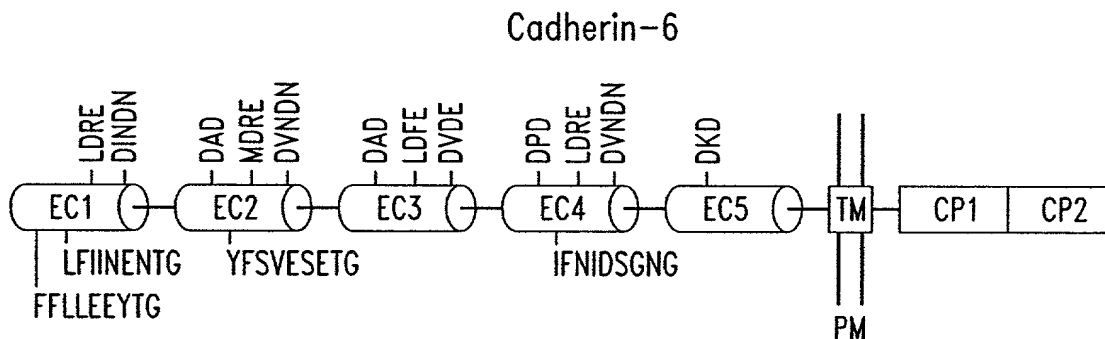 Cadherin-6
LDRE
DINDN
DAD
MDRE
DVNDN
DAD
LDFE
DVDE
DPD
LDRE
DVNDN
DKD
EC1
EC2
EC3
EC4
EC5
TM
CP1
CP2
LFIINENTG
YFSVESETG
IFNIDSGNG
FFLLEEYTG
PM